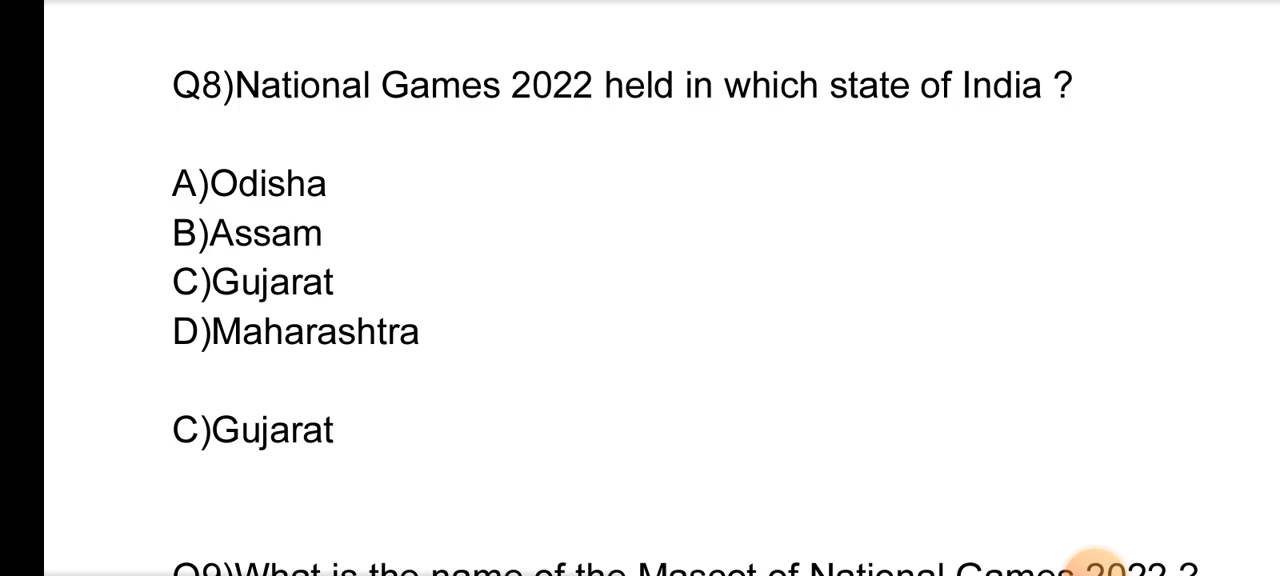 Q8)National Games 2022 held in which state of India ?
A)Odisha
B)Assam
C)Gujarat
D)Maharashtra
C)Gujarat
Q9)What is the name of the Mascot of National Games 2022 ?